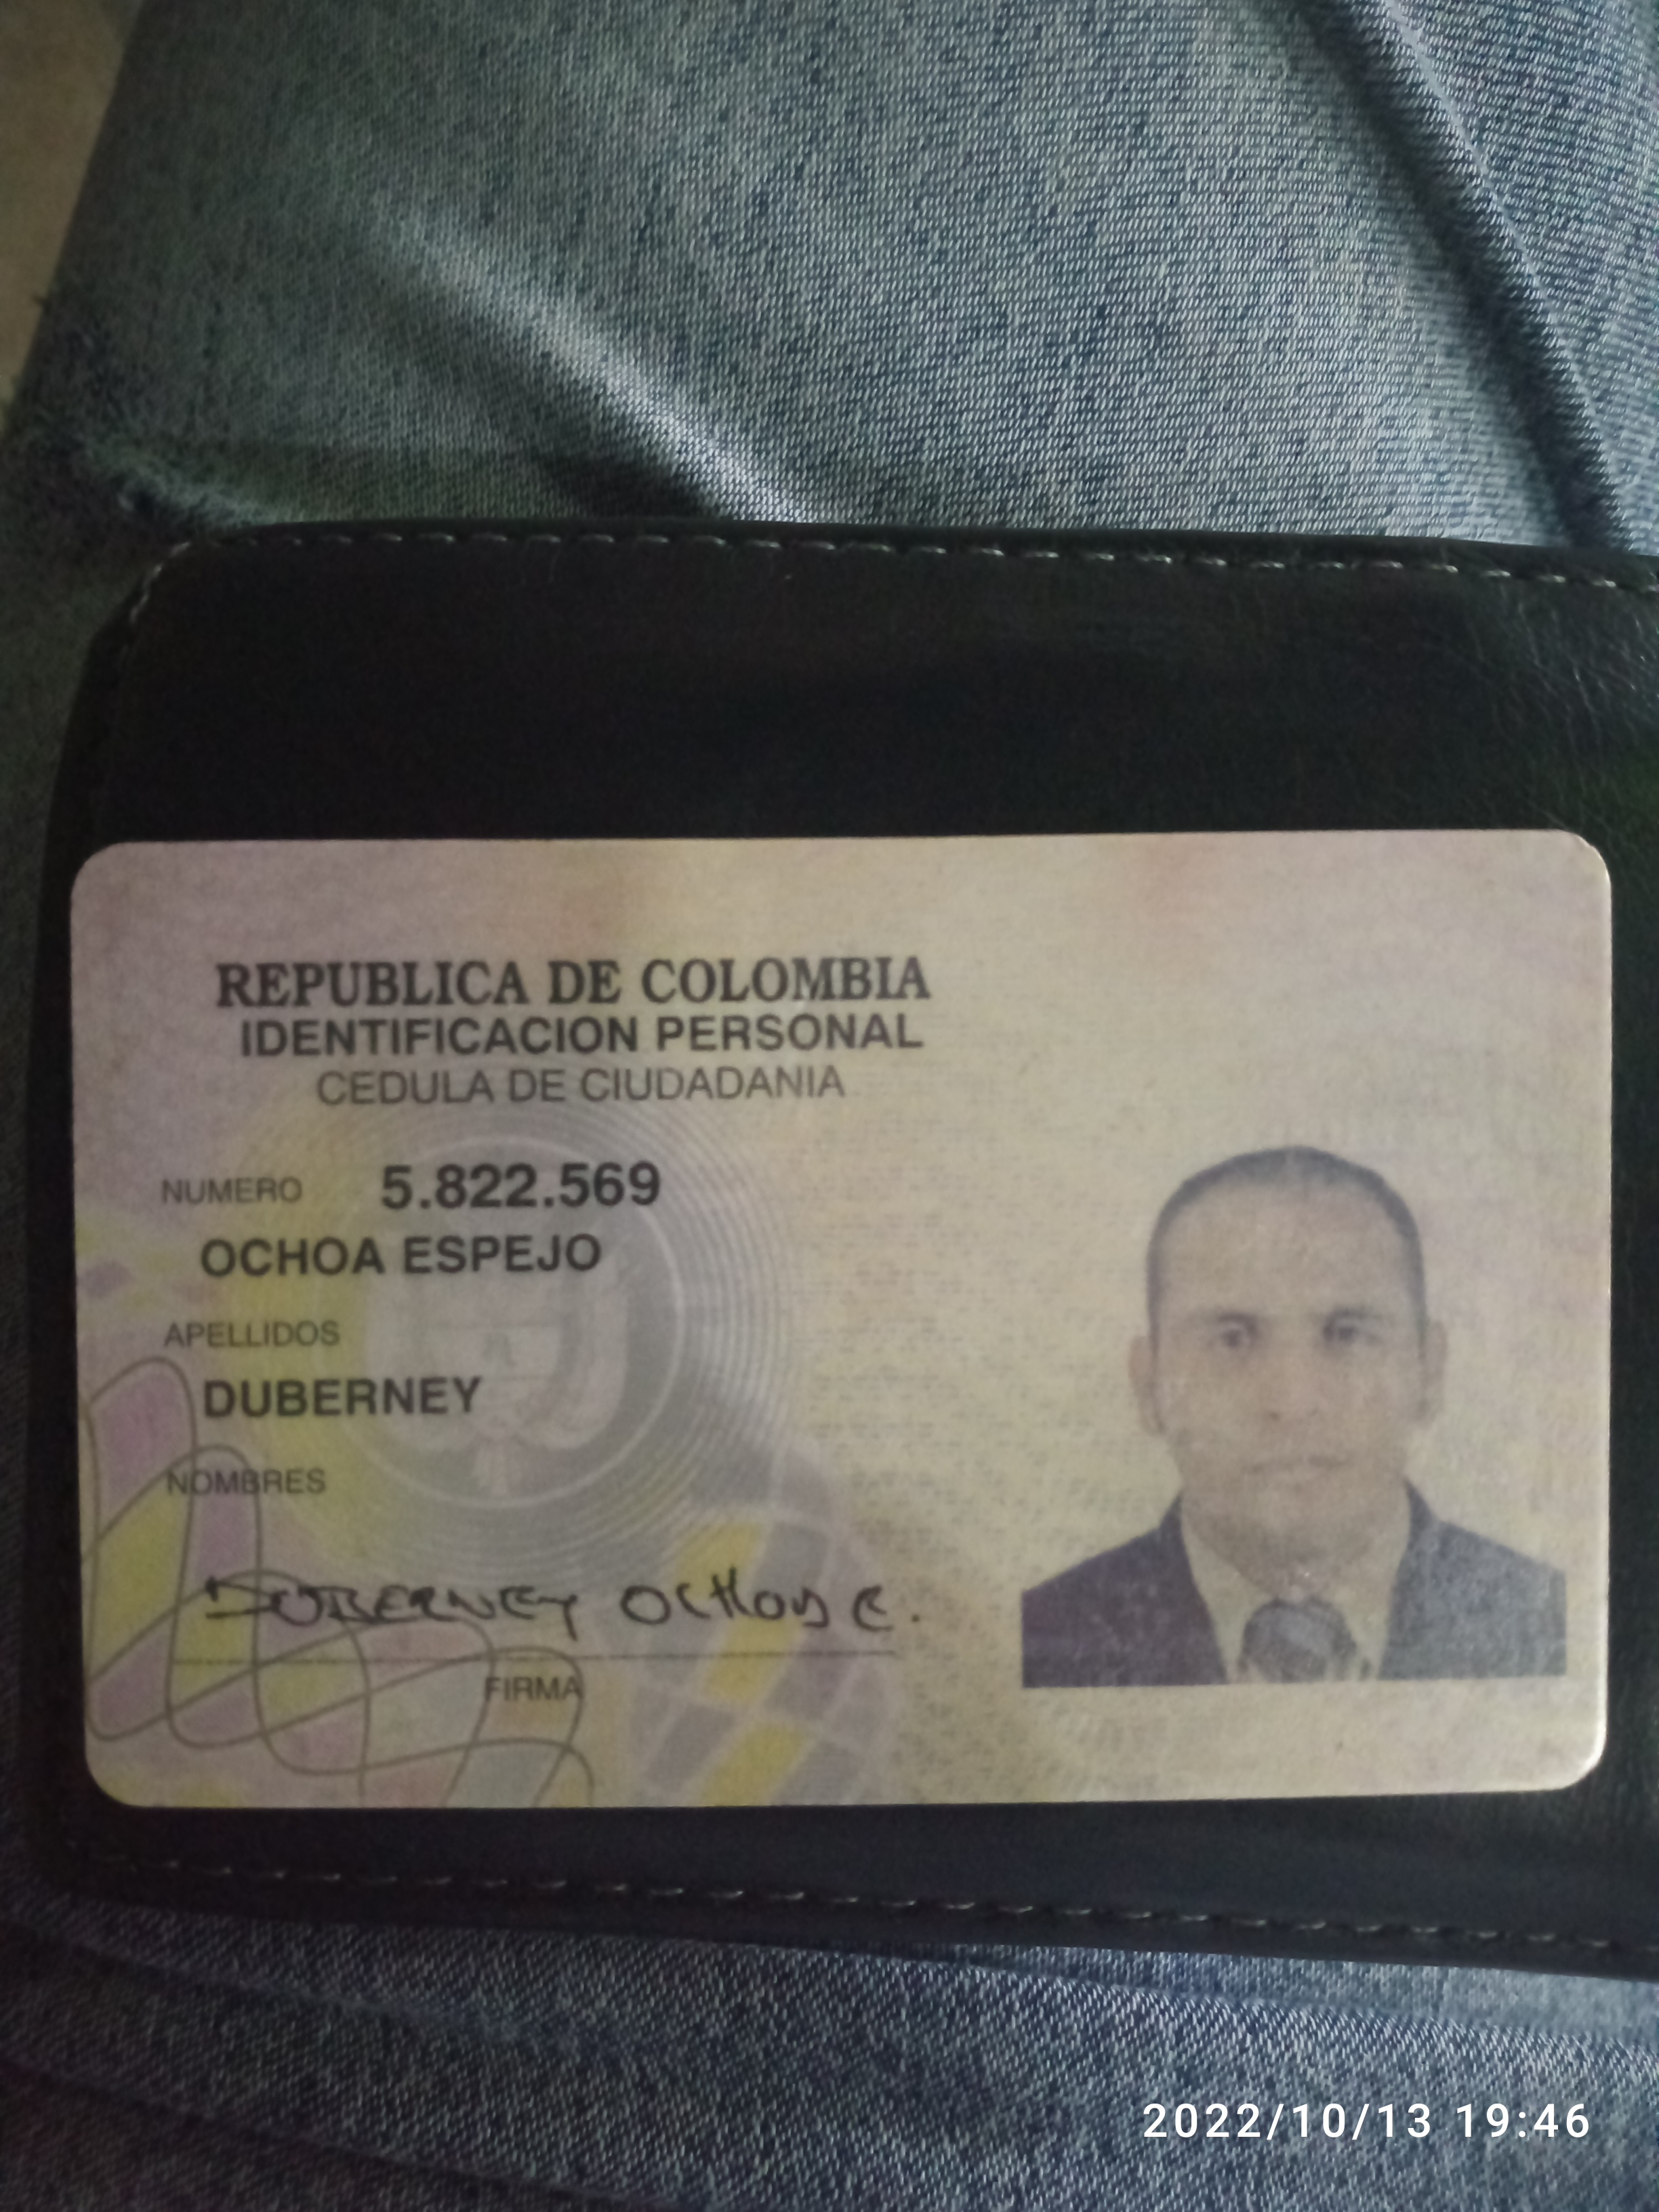 REPUBLICA DE COLOMBIA
IDENTIFICACION PERSONAL
CEDULA DE CIUDADANIA
NUMERO 5.822.569
OCHOA ESPEJO
APELLIDOS
DUBERNEY
NOMBRES
DUBERNEY OCHOA E.
FIRMA
2022/10/13 19:46